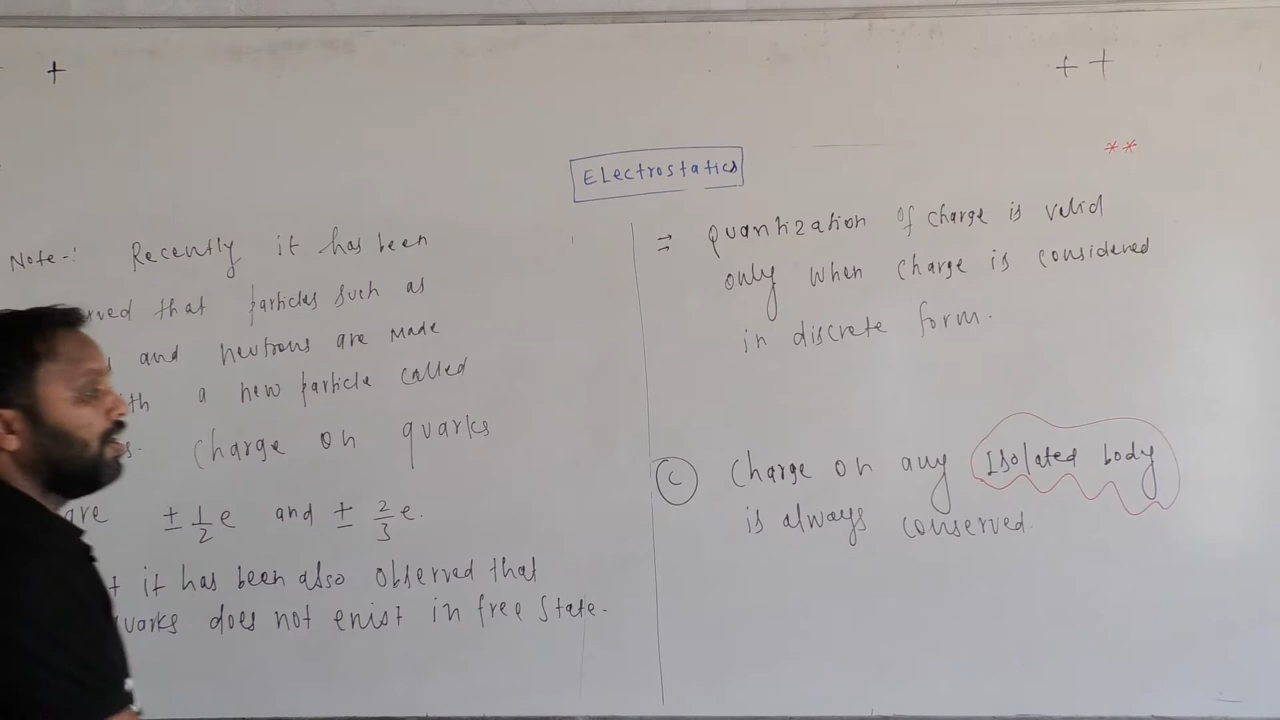 +
+ +
**
Electrostatics
Note-: Recently it has been
rved that particles such as
and neutrons are made
th a new particle called
s. Charge on quarks
are ± 1/2 e and ± 2/3 e.
t it has been also observed that
uarks does not enist in free State.
⇒ quantization of charge is valid
only when charge is considered
in discrete form.
(C) Charge on any Isolated body
is always conserved.